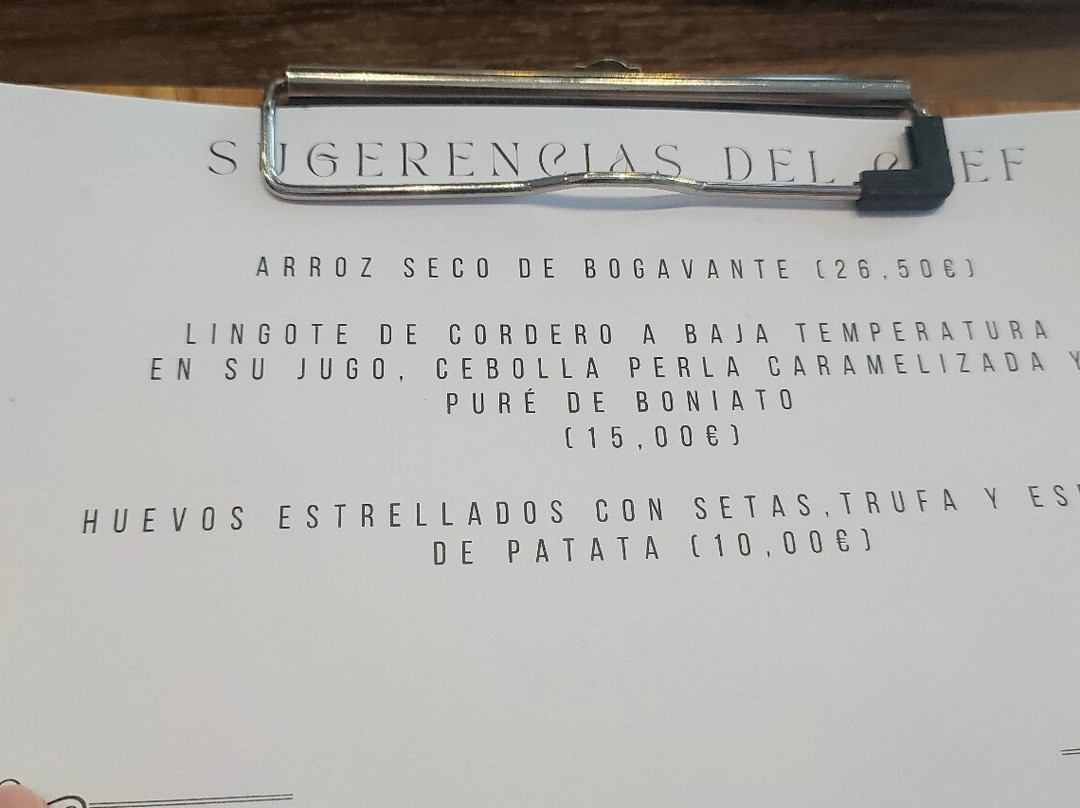 SUGERENCIAS DEL CHEF
ARROZ SECO DE BOGAVANTE (26,50€)
LINGOTE DE CORDERO A BAJA TEMPERATURA
EN SU JUGO, CEBOLLA PERLA CARAMELIZADA Y
PURÉ DE BONIATO
(15,00€)
HUEVOS ESTRELLADOS CON SETAS,TRUFA Y
DE PATATA (10,00€)